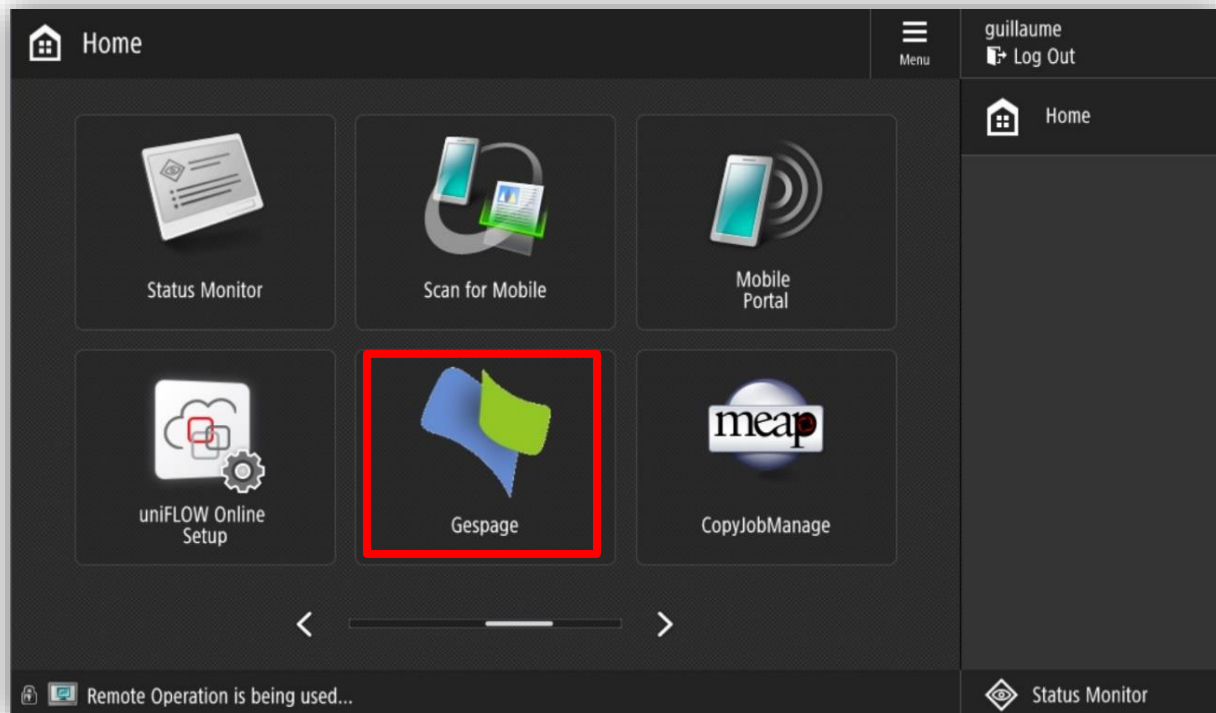 Home
Menu
guillaume
Log Out
Home
Status Monitor
Scan for Mobile
Mobile
Portal
uniFLOW Online
Setup
Gespage
meap
CopyJobManage
Remote Operation is being used...
Status Monitor